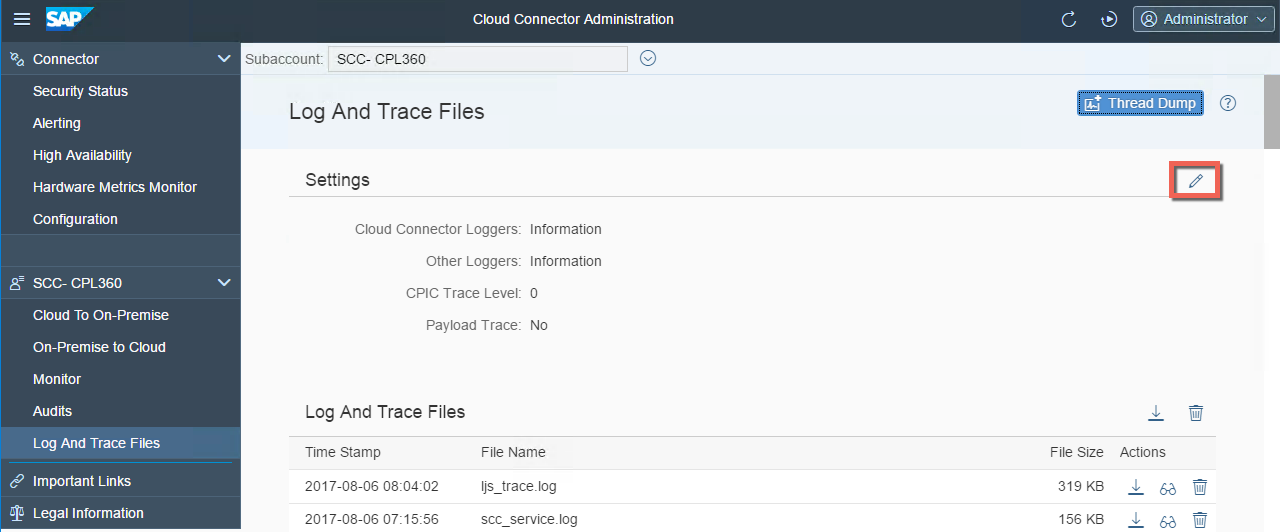 SAP
Cloud Connector Administration
Administrator
Connector
Security Status
Alerting
High Availability
Hardware Metrics Monitor
Configuration
SCC- CPL360
Cloud To On-Premise
On-Premise to Cloud
Monitor
Audits
Log And Trace Files
Important Links
Legal Information
Subaccount: SCC- CPL360
Log And Trace Files
Thread Dump
?
Settings
Cloud Connector Loggers: Information
Other Loggers: Information
CPIC Trace Level: 0
Payload Trace: No
Log And Trace Files
Time Stamp File Name File Size Actions
2017-08-06 08:04:02 ljs_trace.log 319 KB
2017-08-06 07:15:56 scc_service.log 156 KB